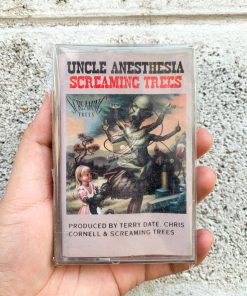 UNCLE ANESTHESIA
SCREAMING TREES
SCREAMING
TREES
PRODUCED BY TERRY DATE, CHRIS
CORNELL & SCREAMING TREES